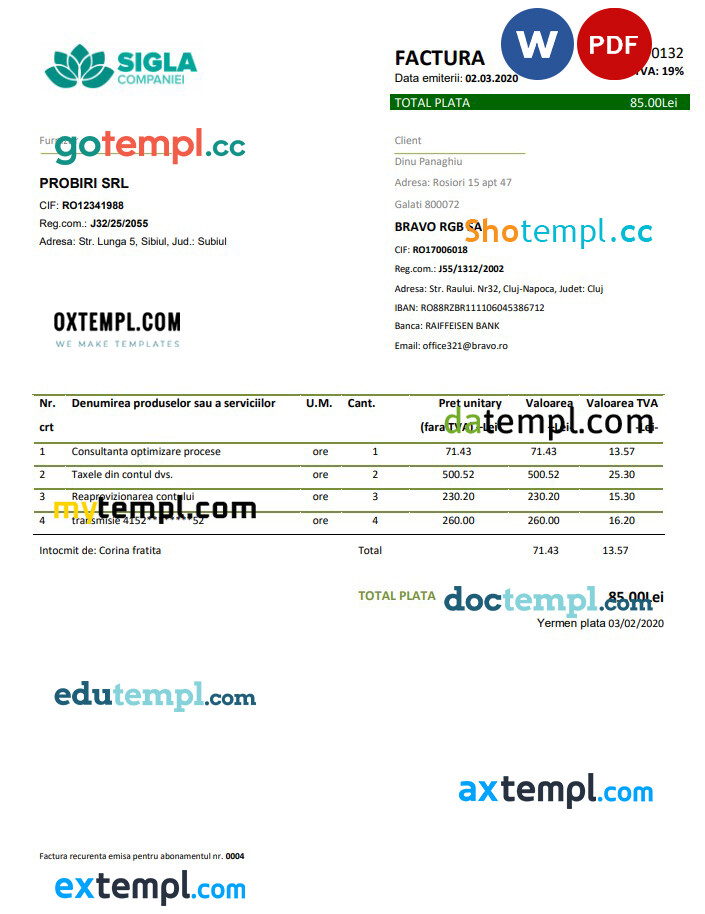 SIGLA
COMPANIEI
FACTURA
W
PDF
0132
Data emiterii: 02.03.2020
TVA: 19%
TOTAL PLATA 85.00Lei
gotempl.cc
Client
Dinu Panaghiu
PROBIRI SRL
Adresa: Rosiori 15 apt 47
CIF: RO12341988
Galati 800072
Reg.com.: J32/25/2055
BRAVO RGB SA
Shotempl.cc
Adresa: Str. Lunga 5, Sibiul, Jud.: Subiul
CIF: RO17006018
Reg.com.: J55/1312/2002
Adresa: Str. Raului. Nr32, Cluj-Napoca, Judet: Cluj
IBAN: RO88RZBR111106045386712
OXTEMPL.COM
Banca: RAIFFEISEN BANK
WE MAKE TEMPLATES
Email: office321@bravo.ro
Nr. Denumirea produselor sau a serviciilor U.M. Cant. Pret unitary Valoarea Valoarea TVA
crt (fara TVA) -Lei- -Lei- -Lei-
datempl.com
1 Consultanta optimizare procese ore 1 71.43 71.43 13.57
2 Taxele din contul dvs. ore 2 500.52 500.52 25.30
3 Reaprovizionarea contului ore 3 230.20 230.20 15.30
mytempl.com
4 transmisie 4152********52 ore 4 260.00 260.00 16.20
Intocmit de: Corina fratita Total 71.43 13.57
TOTAL PLATA 85.00Lei
doctempl.com
Yermen plata 03/02/2020
edutempl.com
axtempl.com
Factura recurenta emisa pentru abonamentul nr. 0004
extempl.com